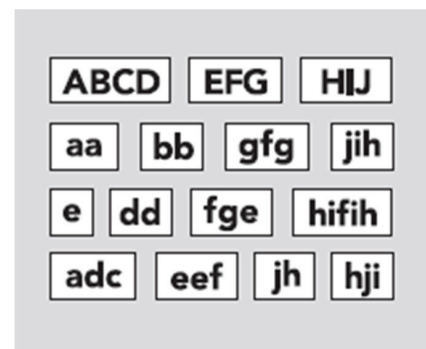 ABCD EFG HIJ
aa bb gfg jih
e dd fge hifih
adc eef jh hji